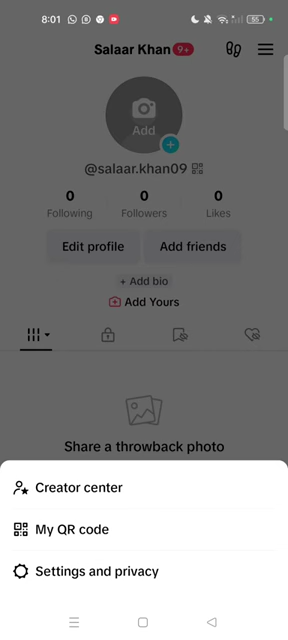 8:01
55
Salaar Khan 9+
Add
@salaar.khan09
0 0 0
Following Followers Likes
Edit profile Add friends
+ Add bio
Add Yours
Share a throwback photo
Creator center
My QR code
Settings and privacy